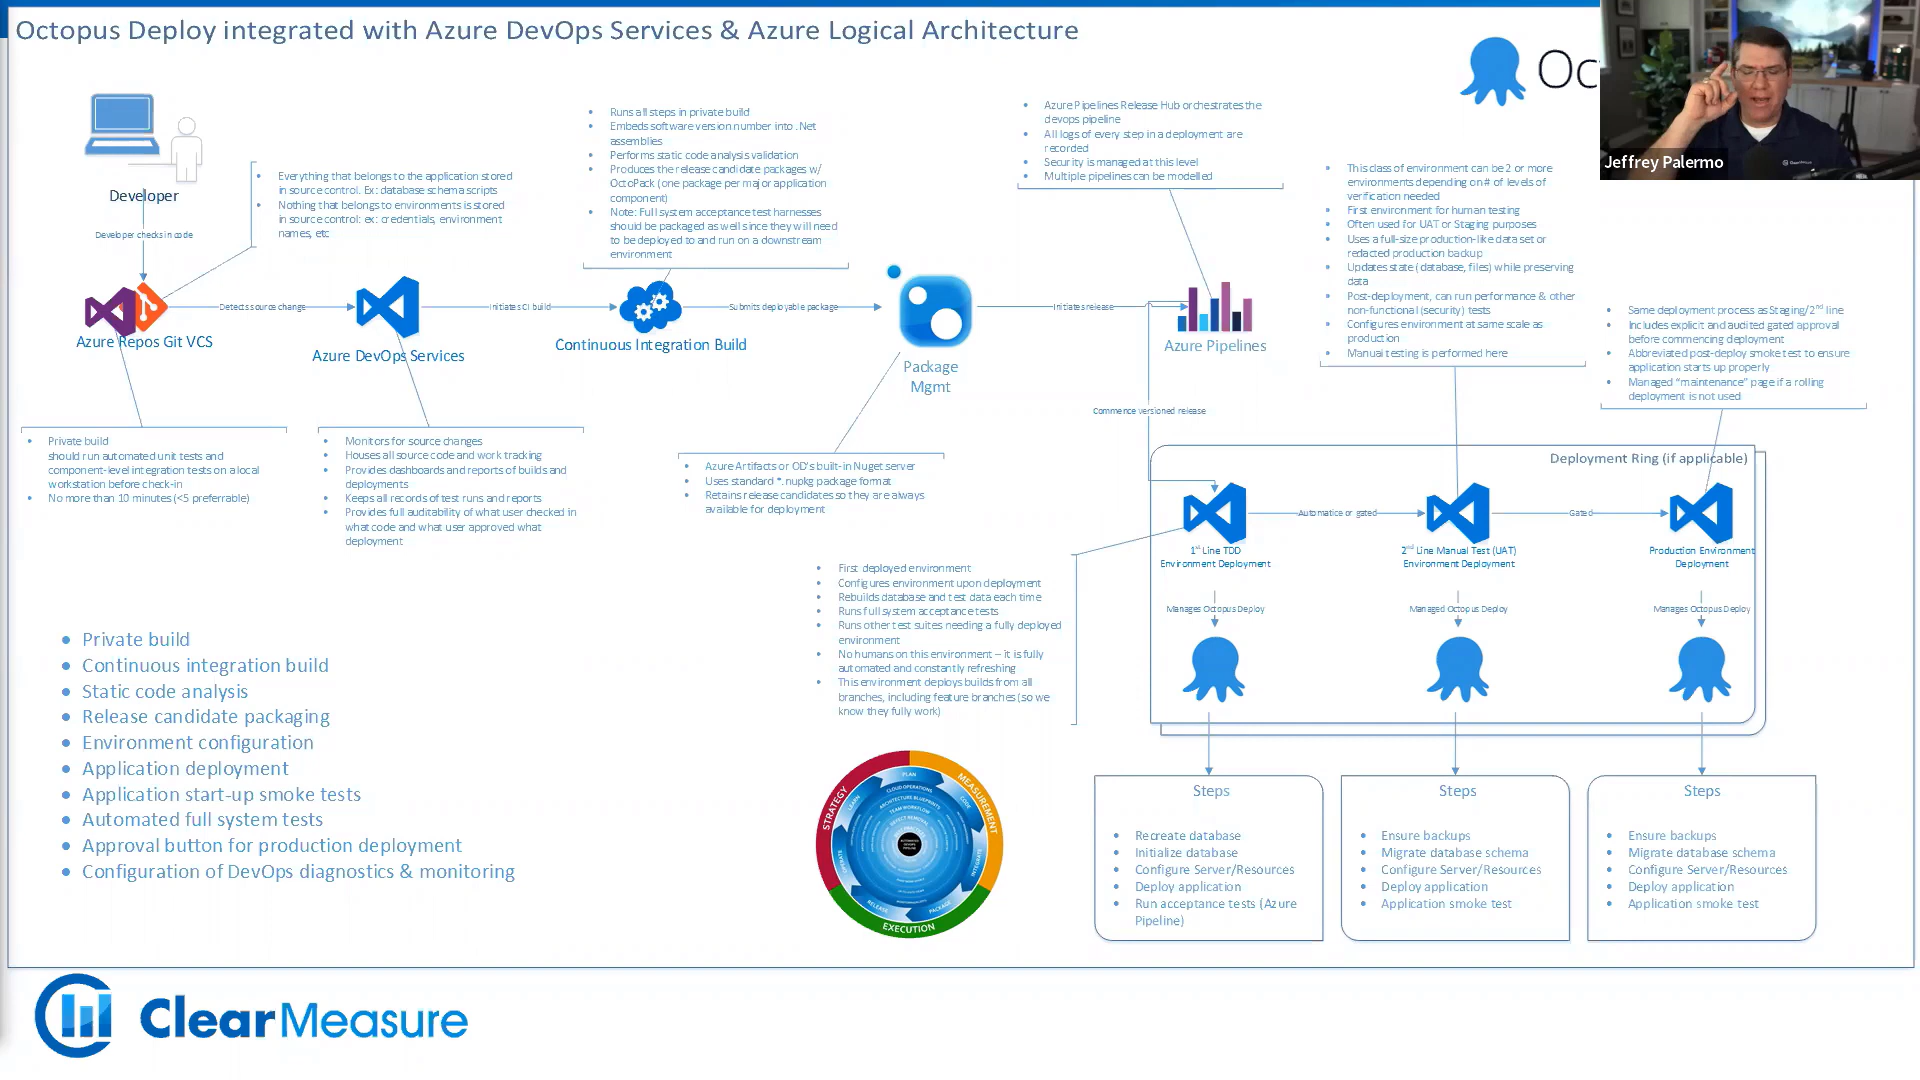 Octopus Deploy integrated with Azure DevOps Services & Azure Logical Architecture
Oc
Jeffrey Palermo
Developer
Developer checks in code
• Everything that belongs to the application stored
in source control. Ex: database schema scripts
• Nothing that belongs to environments is stored
in source control: ex: credentials, environment
names, etc
• Runs all steps in private build
• Embeds software version number into .Net
assemblies
• Performs static code analysis validation
• Produces the release candidate packages w/
OctoPack (one package per major application
component)
• Note: Full system acceptance test harnesses
should be packaged as well since they will need
to be deployed to and run on a downstream
environment
• Azure Pipelines Release Hub orchestrates the
devops pipeline
• All logs of every step in a deployment are
recorded
• Security is managed at this level
• Multiple pipelines can be modelled
• This class of environment can be 2 or more
environments depending on # of levels of
verification needed
• First environment for human testing
• Often used for UAT or Staging purposes
• Uses a full-size production-like data set or
redacted production backup
• Updates state (database, files) while preserving
data
• Post-deployment, can run performance & other
non-functional (security) tests
• Configures environment at same scale as
production
• Manual testing is performed here
• Same deployment process as Staging/2nd line
• Includes explicit and audited gated approval
before commencing deployment
• Abbreviated post-deploy smoke test to ensure
application starts up properly
• Managed "maintenance" page if a rolling
deployment is not used
Azure Repos Git VCS
Detects source change
Azure DevOps Services
Initiates CI build
Continuous Integration Build
Submits deployable package
Package
Mgmt
Initiates release
Azure Pipelines
Commence versioned release
• Private build
should run automated unit tests and
component-level integration tests on a local
workstation before check-in
• No more than 10 minutes (<5 preferrable)
• Monitors for source changes
• Houses all source code and work tracking
• Provides dashboards and reports of builds and
deployments
• Keeps all records of test runs and reports
• Provides full auditability of what user checked in
what code and what user approved what
deployment
• Azure Artifacts or OD's built-in Nuget server
• Uses standard *.nupkg package format
• Retains release candidates so they are always
available for deployment
Deployment Ring (if applicable)
1st Line TDD
Environment Deployment
Automatice or gated
2nd Line Manual Test (UAT)
Environment Deployment
Gated
Production Environment
Deployment
Manages Octopus Deploy
Managed Octopus Deploy
Manages Octopus Deploy
• First deployed environment
• Configures environment upon deployment
• Rebuilds database and test data each time
• Runs full system acceptance tests
• Runs other test suites needing a fully deployed
environment
• No humans on this environment – it is fully
automated and constantly refreshing
• This environment deploys builds from all
branches, including feature branches (so we
know they fully work)
• Private build
• Continuous integration build
• Static code analysis
• Release candidate packaging
• Environment configuration
• Application deployment
• Application start-up smoke tests
• Automated full system tests
• Approval button for production deployment
• Configuration of DevOps diagnostics & monitoring
STRATEGY
MEASUREMENT
EXECUTION
PLAN
CODE
INTEGRATE
PACKAGE
RELEASE
OPERATE
LEARN
CLOUD OPERATIONS
ARCHITECTURE BLUEPRINTS
TEAM WORKFLOW
DEFECT REMOVAL
Steps
• Recreate database
• Initialize database
• Configure Server/Resources
• Deploy application
• Run acceptance tests (Azure
Pipeline)
Steps
• Ensure backups
• Migrate database schema
• Configure Server/Resources
• Deploy application
• Application smoke test
Steps
• Ensure backups
• Migrate database schema
• Configure Server/Resources
• Deploy application
• Application smoke test
ClearMeasure